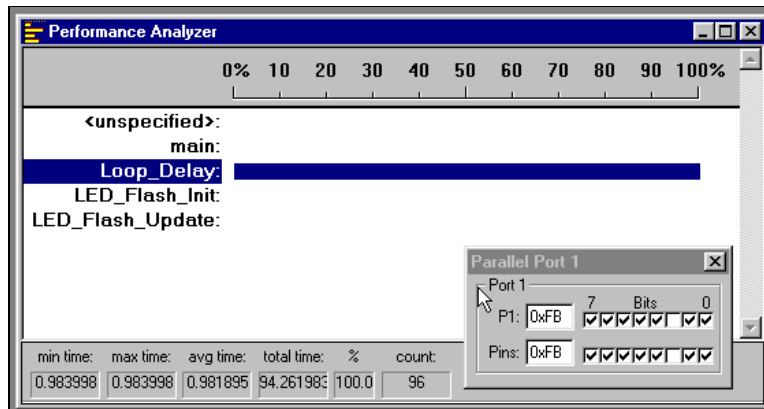 Performance Analyzer
0% 10 20 30 40 50 60 70 80 90 100%
<unspecified>:
main:
Loop_Delay:
LED_Flash_Init:
LED_Flash_Update:
Parallel Port 1
Port 1
7 Bits 0
P1: 0xFB
Pins: 0xFB
min time: max time: avg time: total time: % count:
0.983998 0.983998 0.981895 94.261983 100.0 96